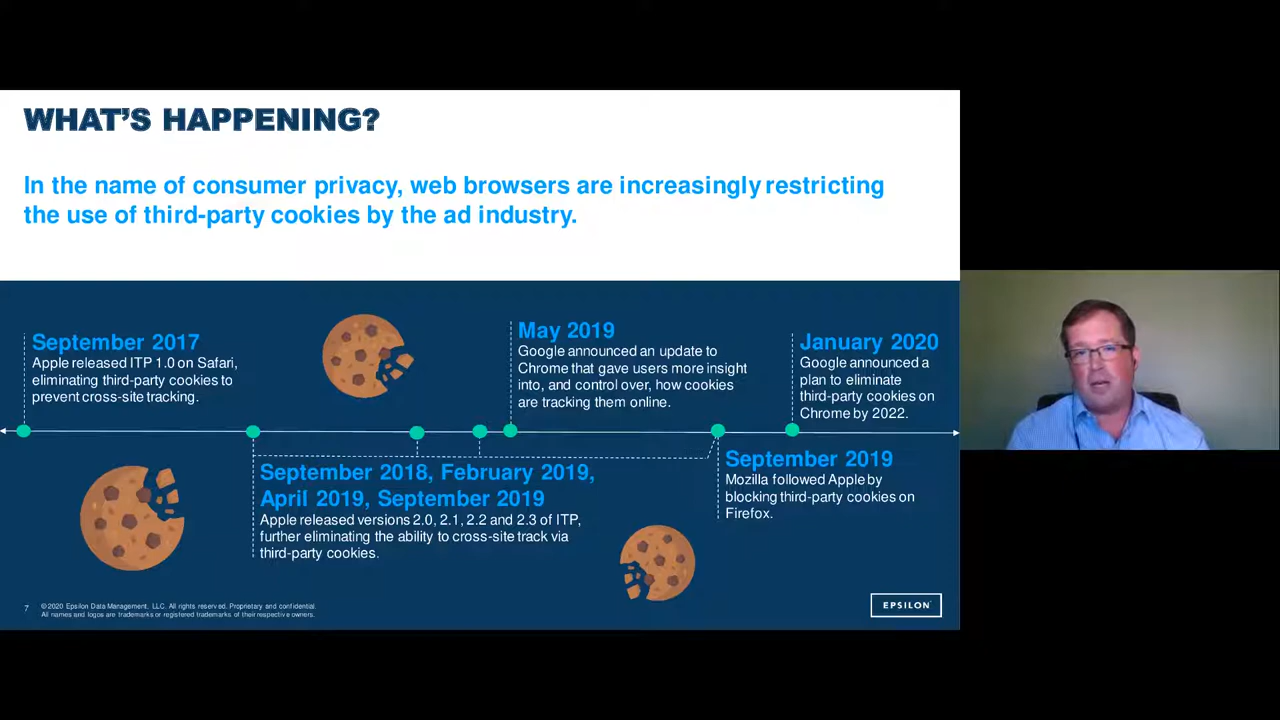 WHAT'S HAPPENING?
In the name of consumer privacy, web browsers are increasingly restricting
the use of third-party cookies by the ad industry.
September 2017
Apple released ITP 1.0 on Safari,
eliminating third-party cookies to
prevent cross-site tracking.
September 2018, February 2019,
April 2019, September 2019
Apple released versions 2.0, 2.1, 2.2 and 2.3 of ITP,
further eliminating the ability to cross-site track via
third-party cookies.
May 2019
Google announced an update to
Chrome that gave users more insight
into, and control over, how cookies
are tracking them online.
September 2019
Mozilla followed Apple by
blocking third-party cookies on
Firefox.
January 2020
Google announced a
plan to eliminate
third-party cookies on
Chrome by 2022.
7
© 2020 Epsilon Data Management, LLC. All rights reserved. Proprietary and confidential.
All names and logos are trademarks or registered trademarks of their respective owners.
EPSILON